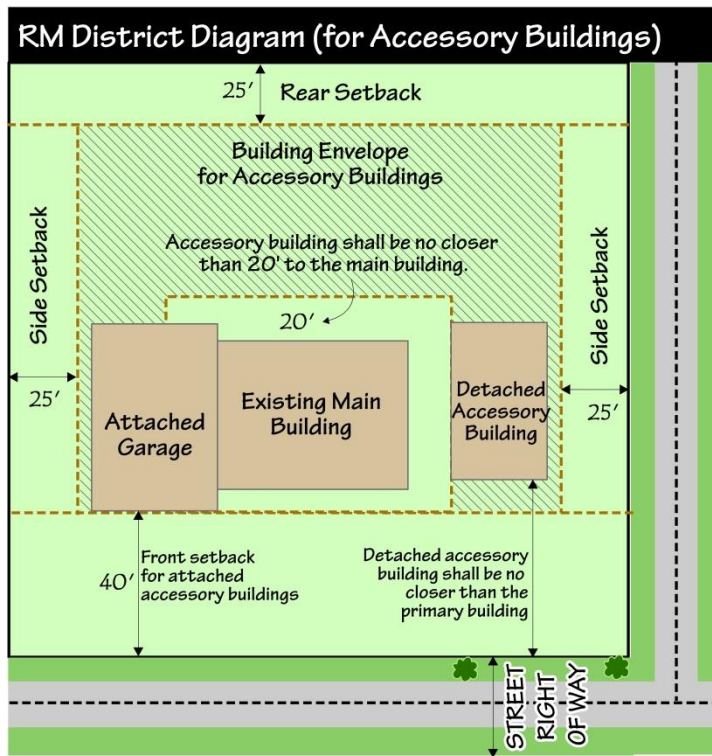 RM District Diagram (for Accessory Buildings)
25'
Rear Setback
Building Envelope
for Accessory Buildings
Accessory building shall be no closer
than 20' to the main building.
20'
Side Setback
25'
Side Setback
25'
Attached
Garage
Existing Main
Building
Detached
Accessory
Building
40'
Front setback
for attached
accessory buildings
Detached accessory
building shall be no
closer than the
primary building
STREET
RIGHT
OF WAY